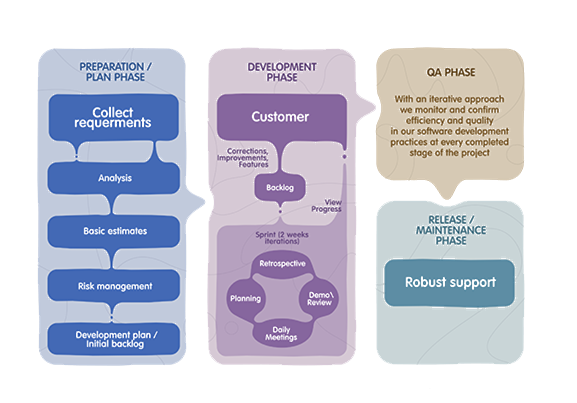 PREPARATION /
PLAN PHASE
Collect
requerments
Analysis
Basic estimates
Risk management
Development plan /
Initial backlog
DEVELOPMENT
PHASE
Customer
Corrections,
Improvements,
Features
Backlog
View
Progress
Sprint (2 weeks
iterations)
Retrospective
Planning
Demo\
Review
Daily
Meetings
QA PHASE
With an iterative approach
we monitor and confirm
efficiency and quality
in our software development
practices at every completed
stage of the project
RELEASE /
MAINTENANCE
PHASE
Robust support